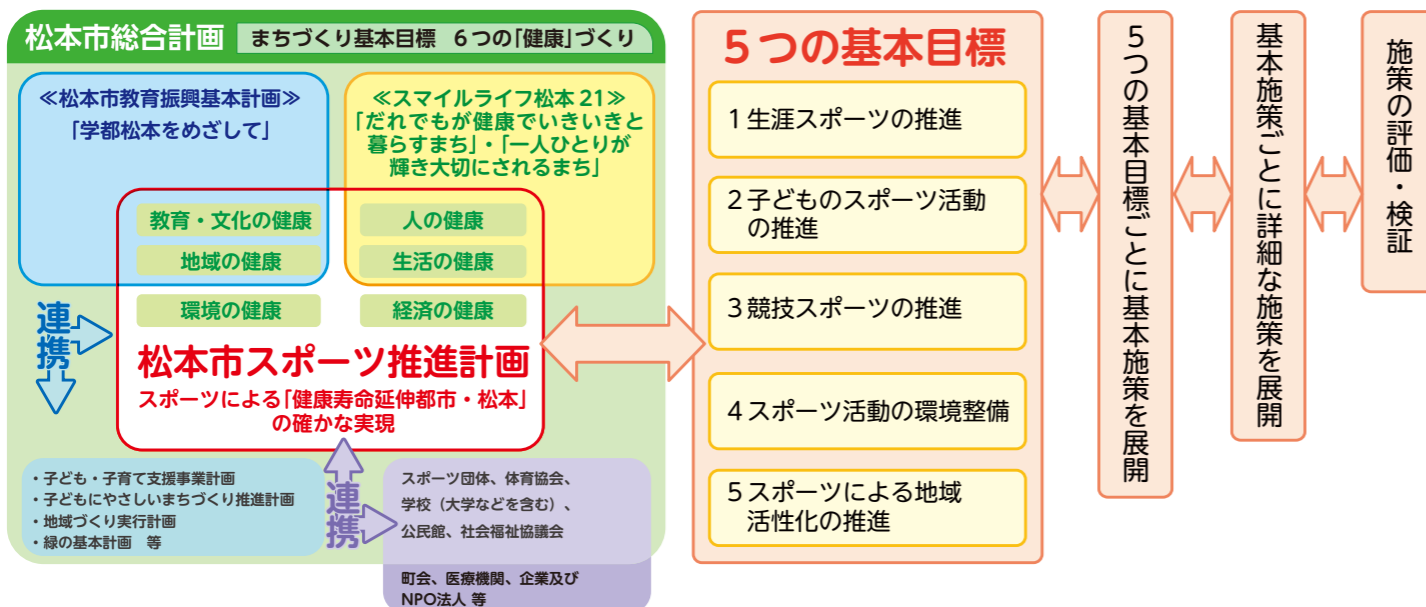 松本市総合計画
まちづくり基本目標 6つの「健康」づくり
≪松本市教育振興基本計画≫
「学都松本をめざして」
≪スマイルライフ松本 21≫
「だれでもが健康でいきいきと
暮らすまち」・「一人ひとりが
輝き大切にされるまち」
教育・文化の健康
人の健康
地域の健康
生活の健康
環境の健康
経済の健康
連携
松本市スポーツ推進計画
スポーツによる「健康寿命延伸都市・松本」
の確かな実現
・子ども・子育て支援事業計画
・子どもにやさしいまちづくり推進計画
・地域づくり実行計画
・緑の基本計画 等
連携
スポーツ団体、体育協会、
学校（大学などを含む）、
公民館、社会福祉協議会
町会、医療機関、企業及び
NPO法人 等
5つの基本目標
1 生涯スポーツの推進
2 子どものスポーツ活動
の推進
3 競技スポーツの推進
4 スポーツ活動の環境整備
5 スポーツによる地域
活性化の推進
5つの基本目標ごとに基本施策を展開
基本施策ごとに詳細な施策を展開
施策の評価・検証